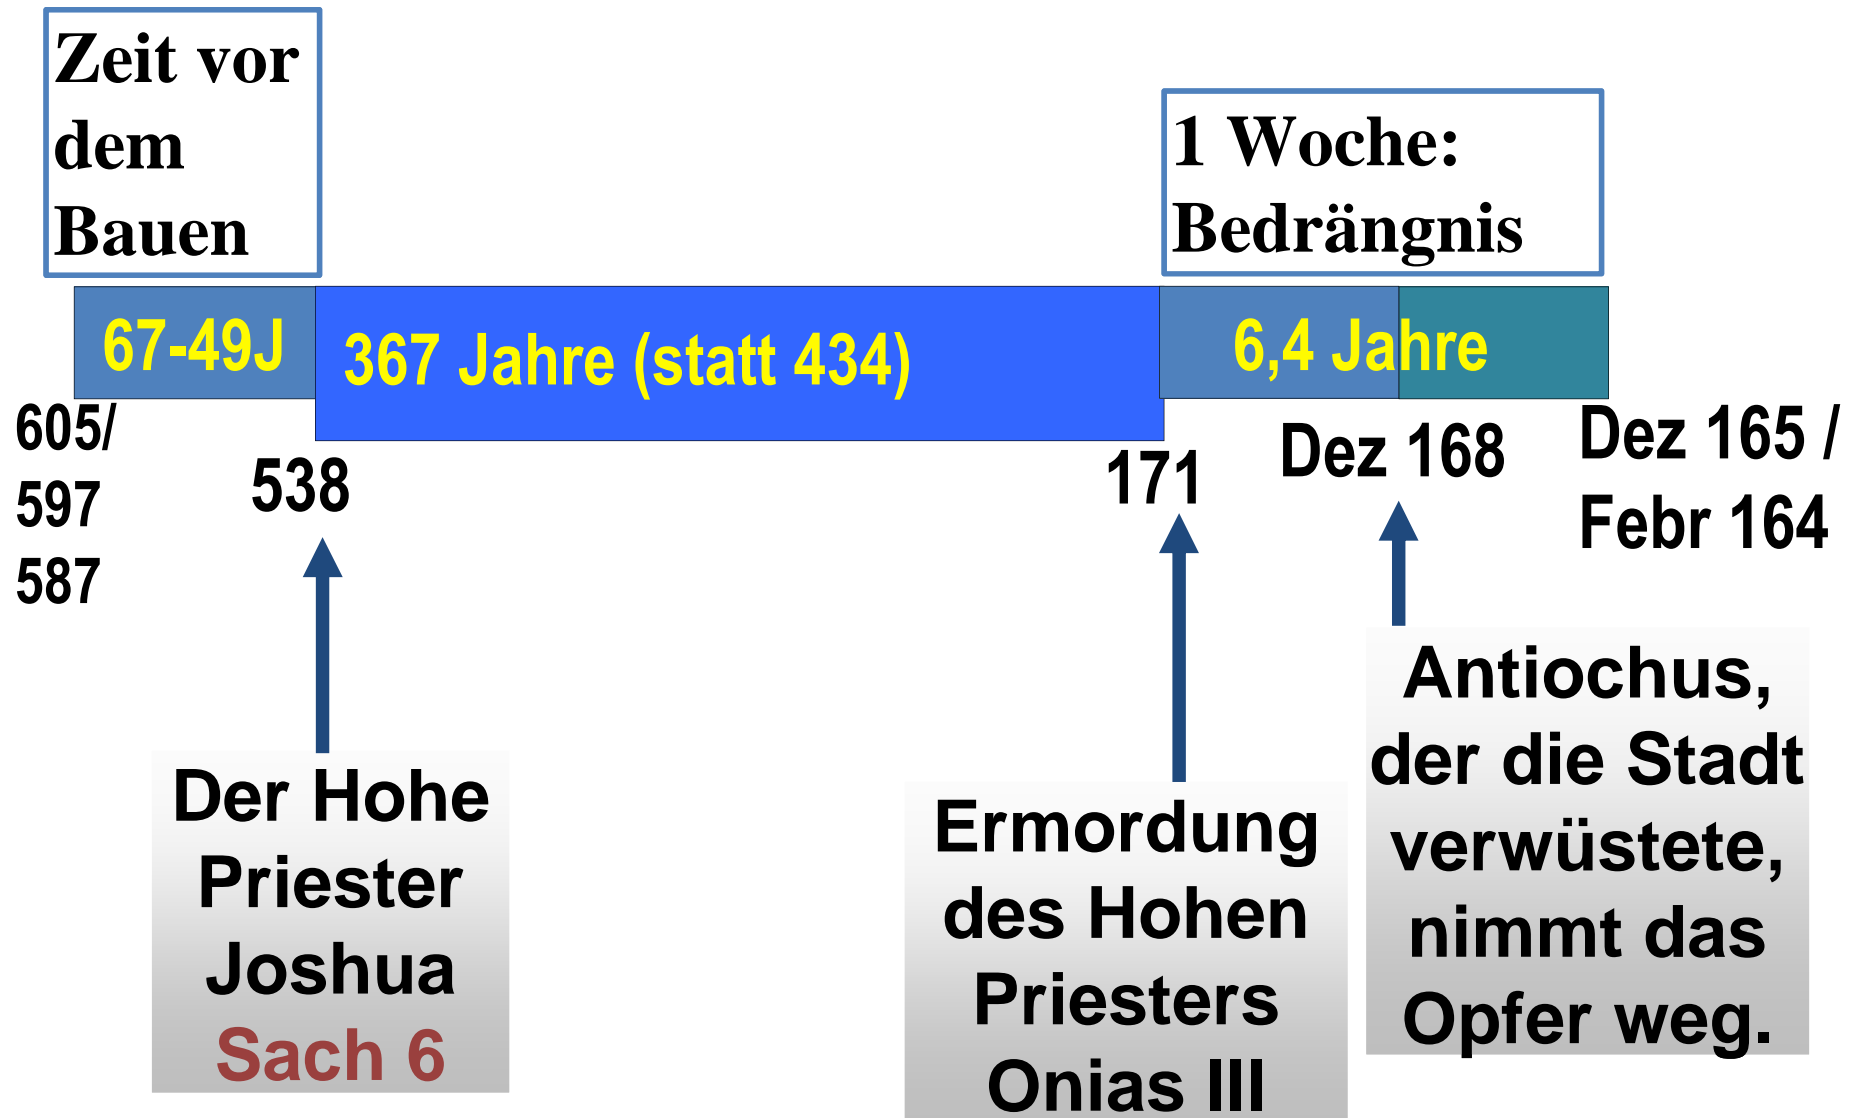 Zeit vor
dem
Bauen
1 Woche:
Bedrängnis
67-49J
367 Jahre (statt 434)
6,4 Jahre
605/
597
587
538
171
Dez 168
Dez 165 /
Febr 164
Der Hohe
Priester
Joshua
Sach 6
Ermordung
des Hohen
Priesters
Onias III
Antiochus,
der die Stadt
verwüstete,
nimmt das
Opfer weg.